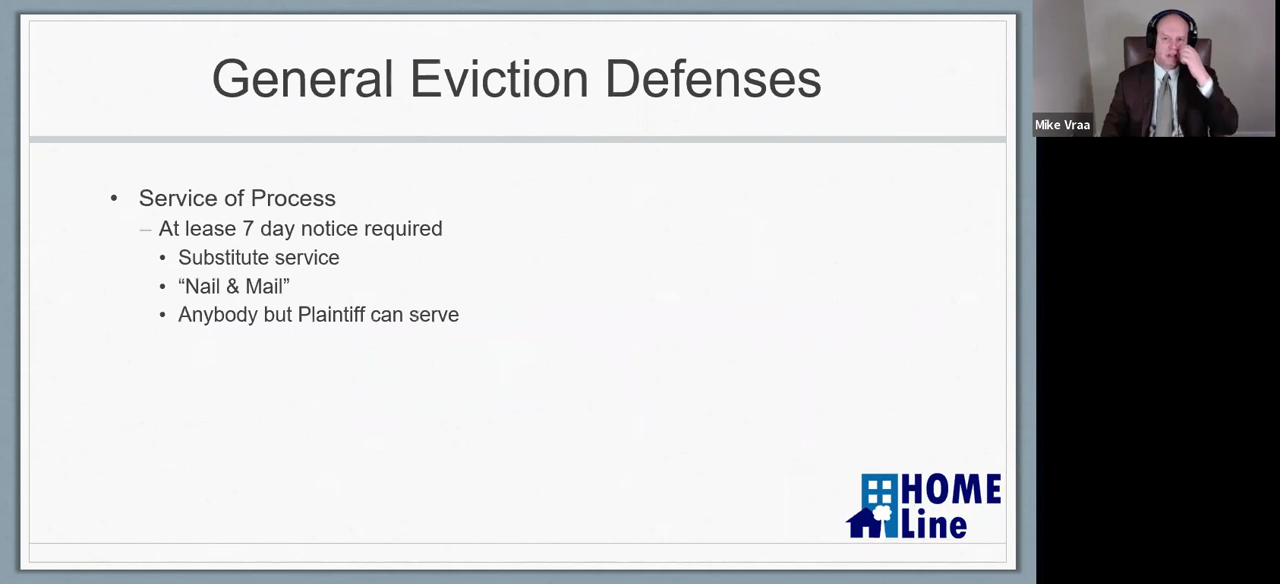 General Eviction Defenses
• Service of Process
– At lease 7 day notice required
• Substitute service
• “Nail & Mail”
• Anybody but Plaintiff can serve
HOME
Line
Mike Vraa